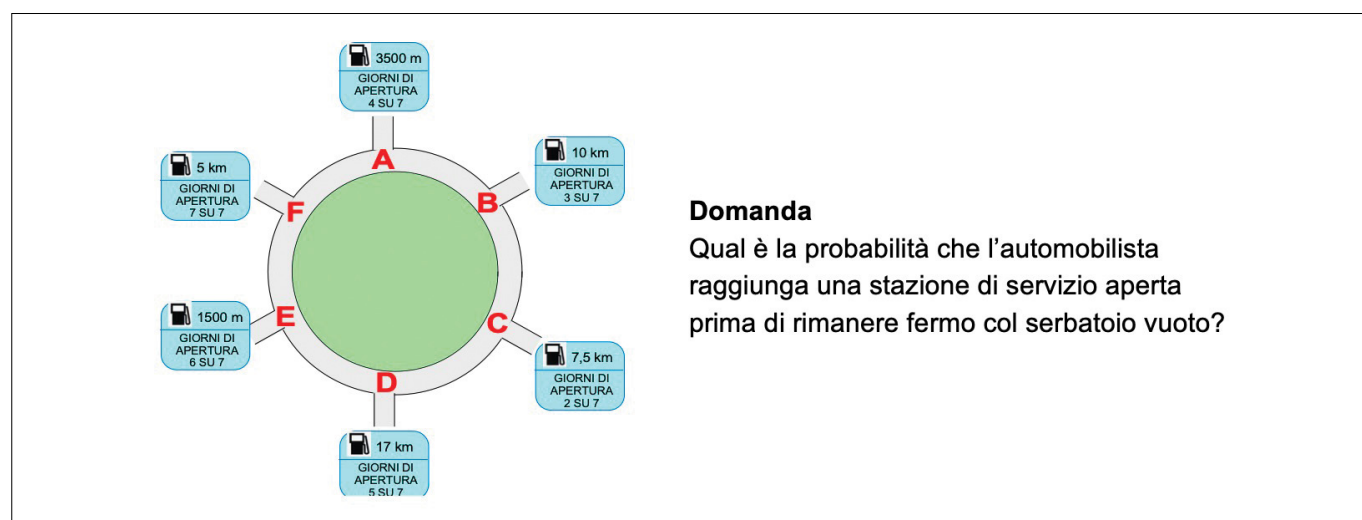 3500 m
GIORNI DI
APERTURA
4 SU 7
10 km
GIORNI DI
APERTURA
3 SU 7
5 km
GIORNI DI
APERTURA
7 SU 7
A
B
F
E
C
D
1500 m
GIORNI DI
APERTURA
6 SU 7
7,5 km
GIORNI DI
APERTURA
2 SU 7
17 km
GIORNI DI
APERTURA
5 SU 7
Domanda
Qual è la probabilità che l’automobilista
raggiunga una stazione di servizio aperta
prima di rimanere fermo col serbatoio vuoto?